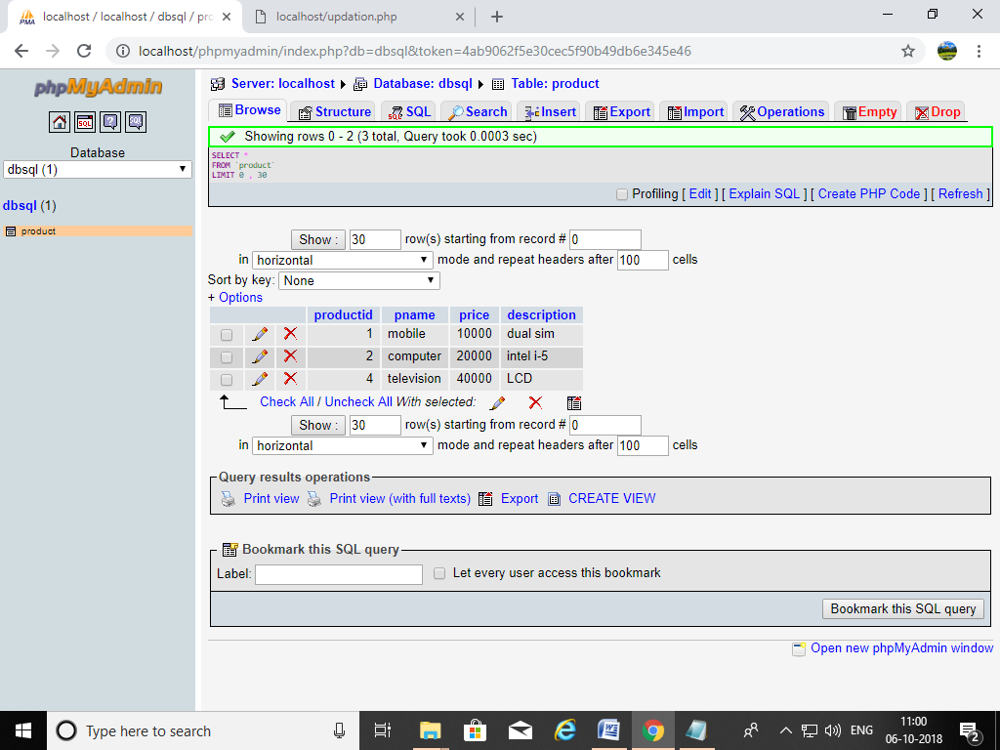 localhost / localhost / dbsql / pro
localhost/updation.php
localhost/phpmyadmin/index.php?db=dbsql&token=4ab9062f5e30cec5f90b49db6e345e46
phpMyAdmin
Database
dbsql (1)
dbsql (1)
product
Server: localhost Database: dbsql Table: product
Browse Structure SQL Search Insert Export Import Operations Empty Drop
Showing rows 0 - 2 (3 total, Query took 0.0003 sec)
SELECT *
FROM `product`
LIMIT 0 , 30
Profiling [ Edit ] [ Explain SQL ] [ Create PHP Code ] [ Refresh ]
Show : 30 row(s) starting from record # 0
in horizontal mode and repeat headers after 100 cells
Sort by key: None
+ Options
productid pname price description
1 mobile 10000 dual sim
2 computer 20000 intel i-5
4 television 40000 LCD
Check All / Uncheck All With selected:
Show : 30 row(s) starting from record # 0
in horizontal mode and repeat headers after 100 cells
Query results operations
Print view Print view (with full texts) Export CREATE VIEW
Bookmark this SQL query
Label: Let every user access this bookmark
Bookmark this SQL query
Open new phpMyAdmin window
Type here to search
ENG
11:00
06-10-2018
2